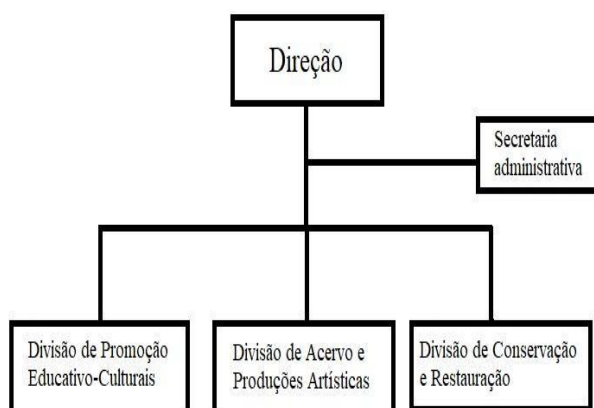 Direção
Secretaria
administrativa
Divisão de Promoção
Educativo-Culturais
Divisão de Acervo e
Produções Artísticas
Divisão de Conservação
e Restauração